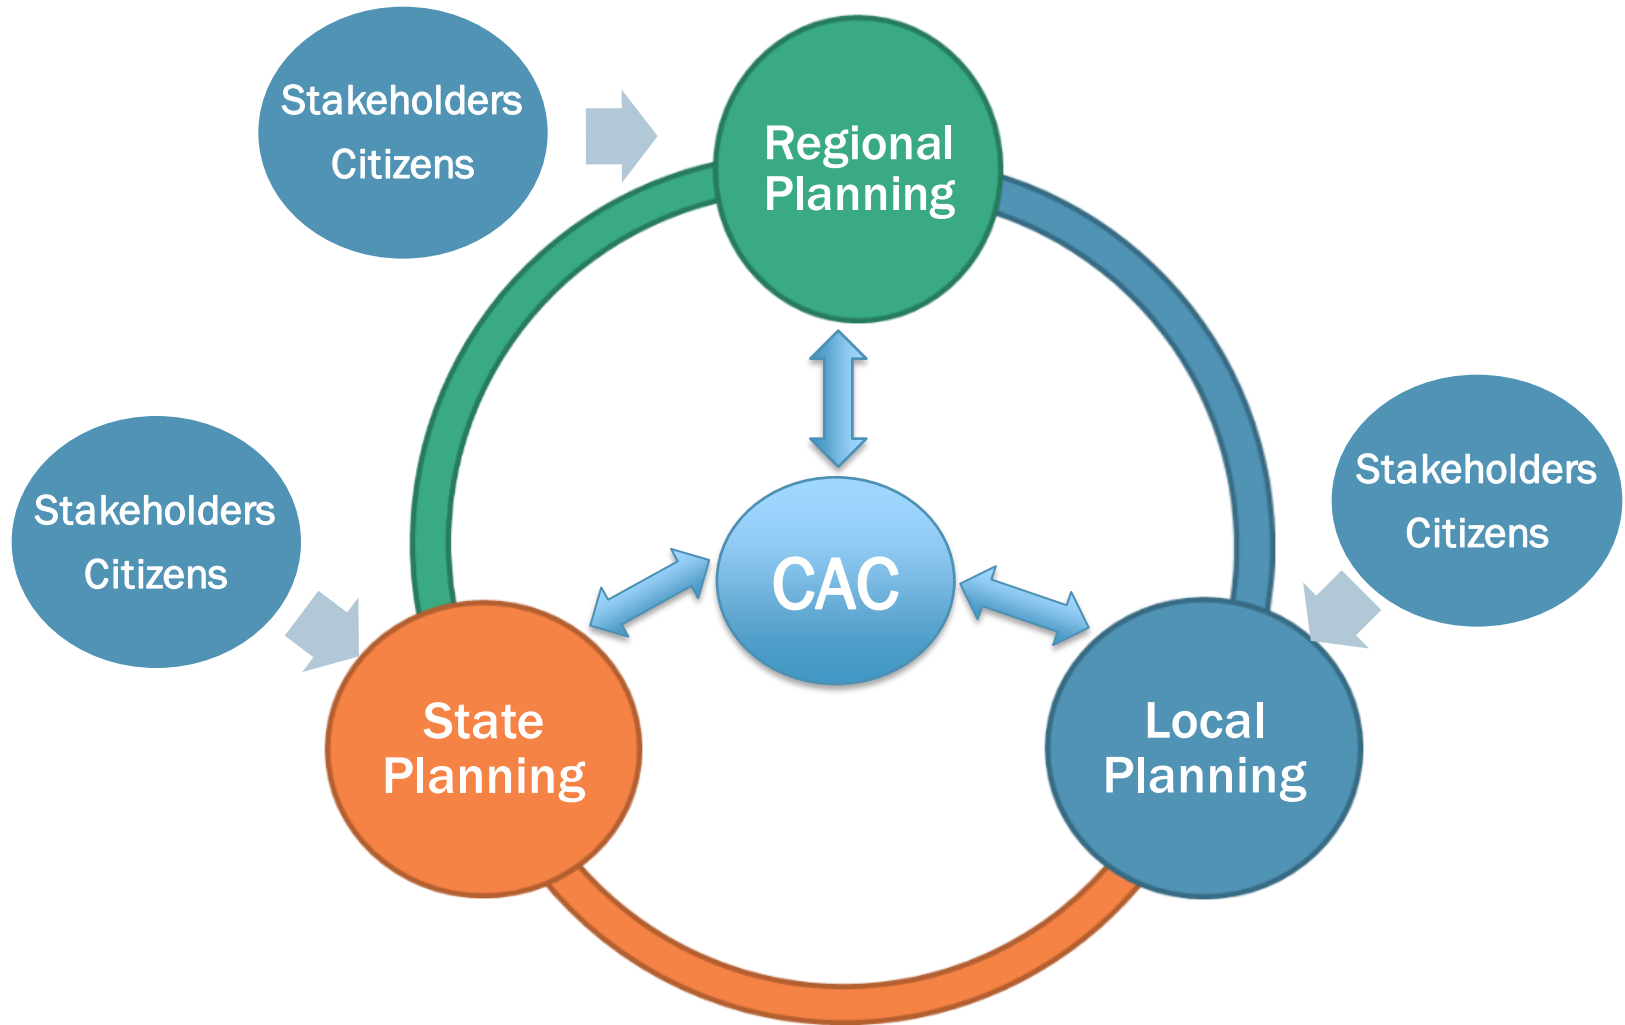 Stakeholders
Citizens
Regional
Planning
Stakeholders
Citizens
CAC
Stakeholders
Citizens
State
Planning
Local
Planning